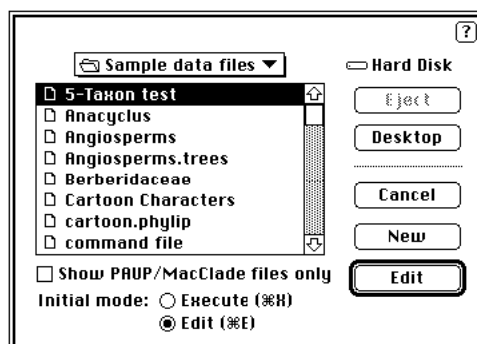 ?
Sample data files
Hard Disk
5-Taxon test
Anacyclus
Angiosperms
Angiosperms.trees
Berberidaceae
Cartoon Characters
cartoon.phylip
command file
Eject
Desktop
Cancel
New
Edit
Show PAUP/MacClade files only
Initial mode: Execute (⌘X)
Edit (⌘E)